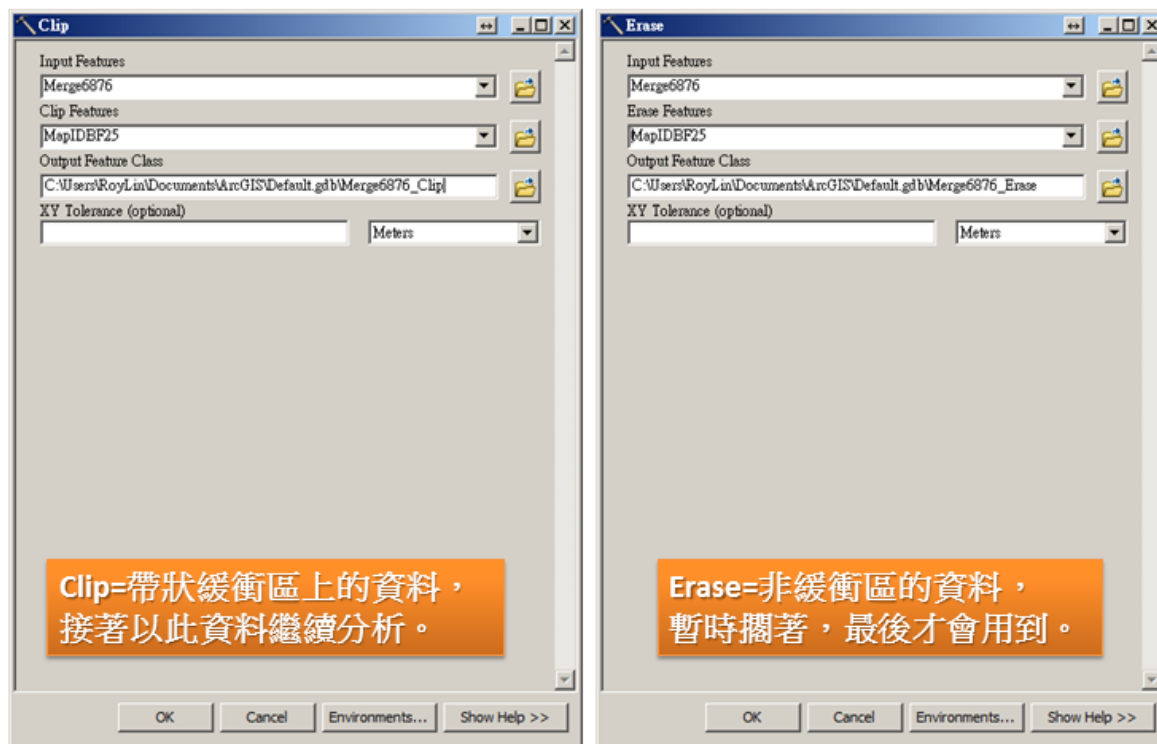 Clip
Input Features
Merge6876
Clip Features
MapIDBF25
Output Feature Class
C:\Users\RoyLin\Documents\ArcGIS\Default.gdb\Merge6876_Clip
XY Tolerance (optional)
Meters
Clip=帶狀緩衝區上的資料，
接著以此資料繼續分析。
OK Cancel Environments... Show Help >>
Erase
Input Features
Merge6876
Erase Features
MapIDBF25
Output Feature Class
C:\Users\RoyLin\Documents\ArcGIS\Default.gdb\Merge6876_Erase
XY Tolerance (optional)
Meters
Erase=非緩衝區的資料，
暫時擱著，最後才會用到。
OK Cancel Environments... Show Help >>